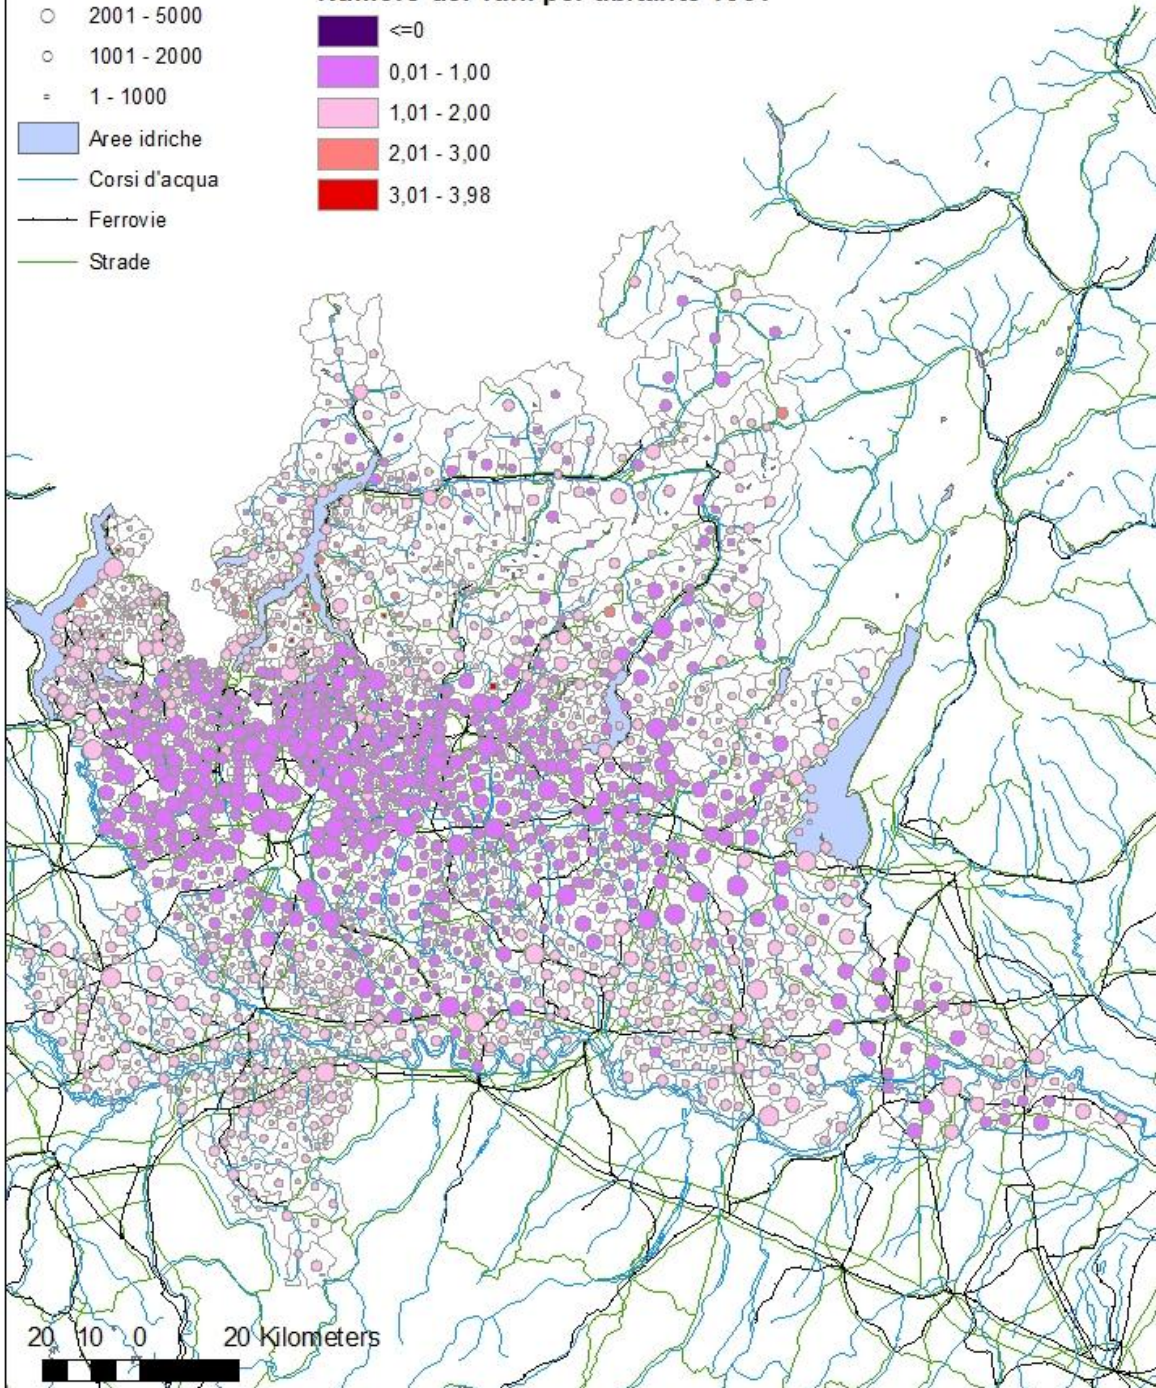 2001 - 5000
1001 - 2000
1 - 1000
Aree idriche
Corsi d'acqua
Ferrovie
Strade
<=0
0,01 - 1,00
1,01 - 2,00
2,01 - 3,00
3,01 - 3,98
20 10 0 20 Kilometers